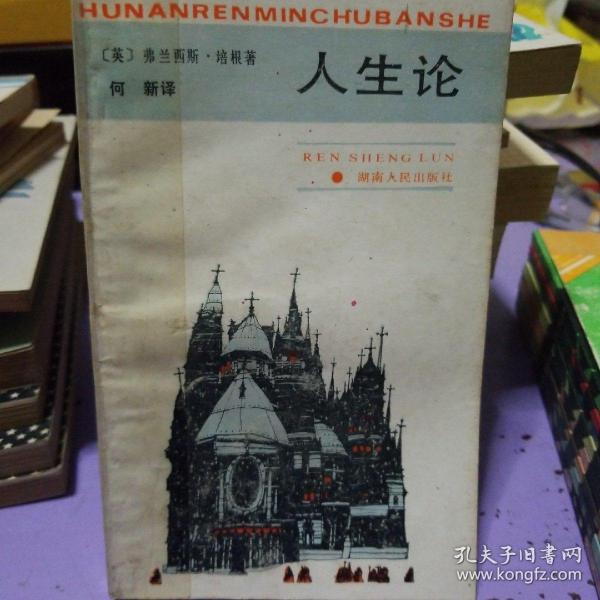 HUNANRENMINCHUBANSHE
〔英〕弗兰西斯·培根著
何 新译
人生论
REN SHENG LUN
湖南人民出版社
孔夫子旧书网
www.kongfz.com